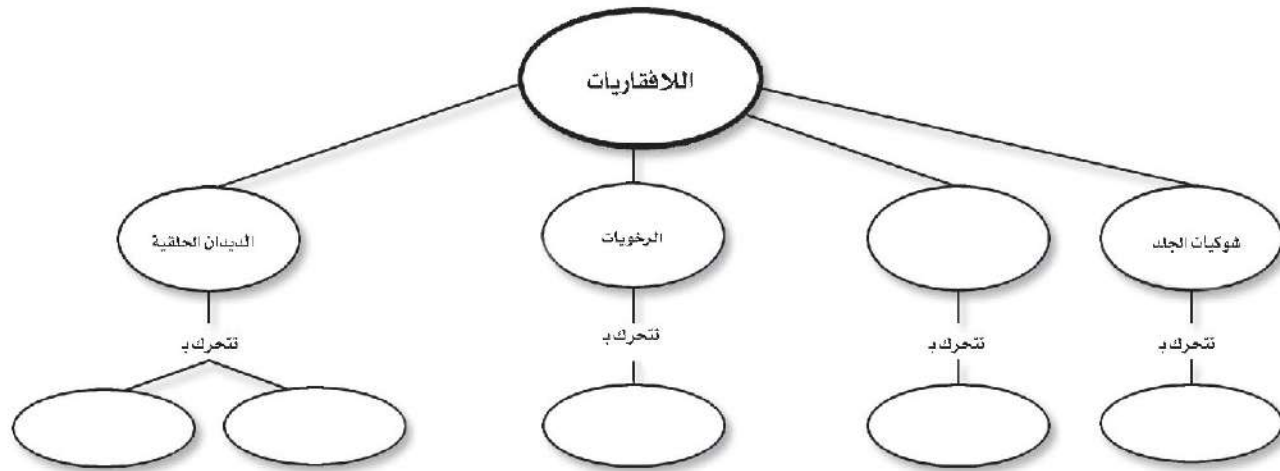 اللافقاريات
شوكيات الجلد
الرخويات
الديدان الحلقية
تتحرك بـ
تتحرك بـ
تتحرك بـ
تتحرك بـ